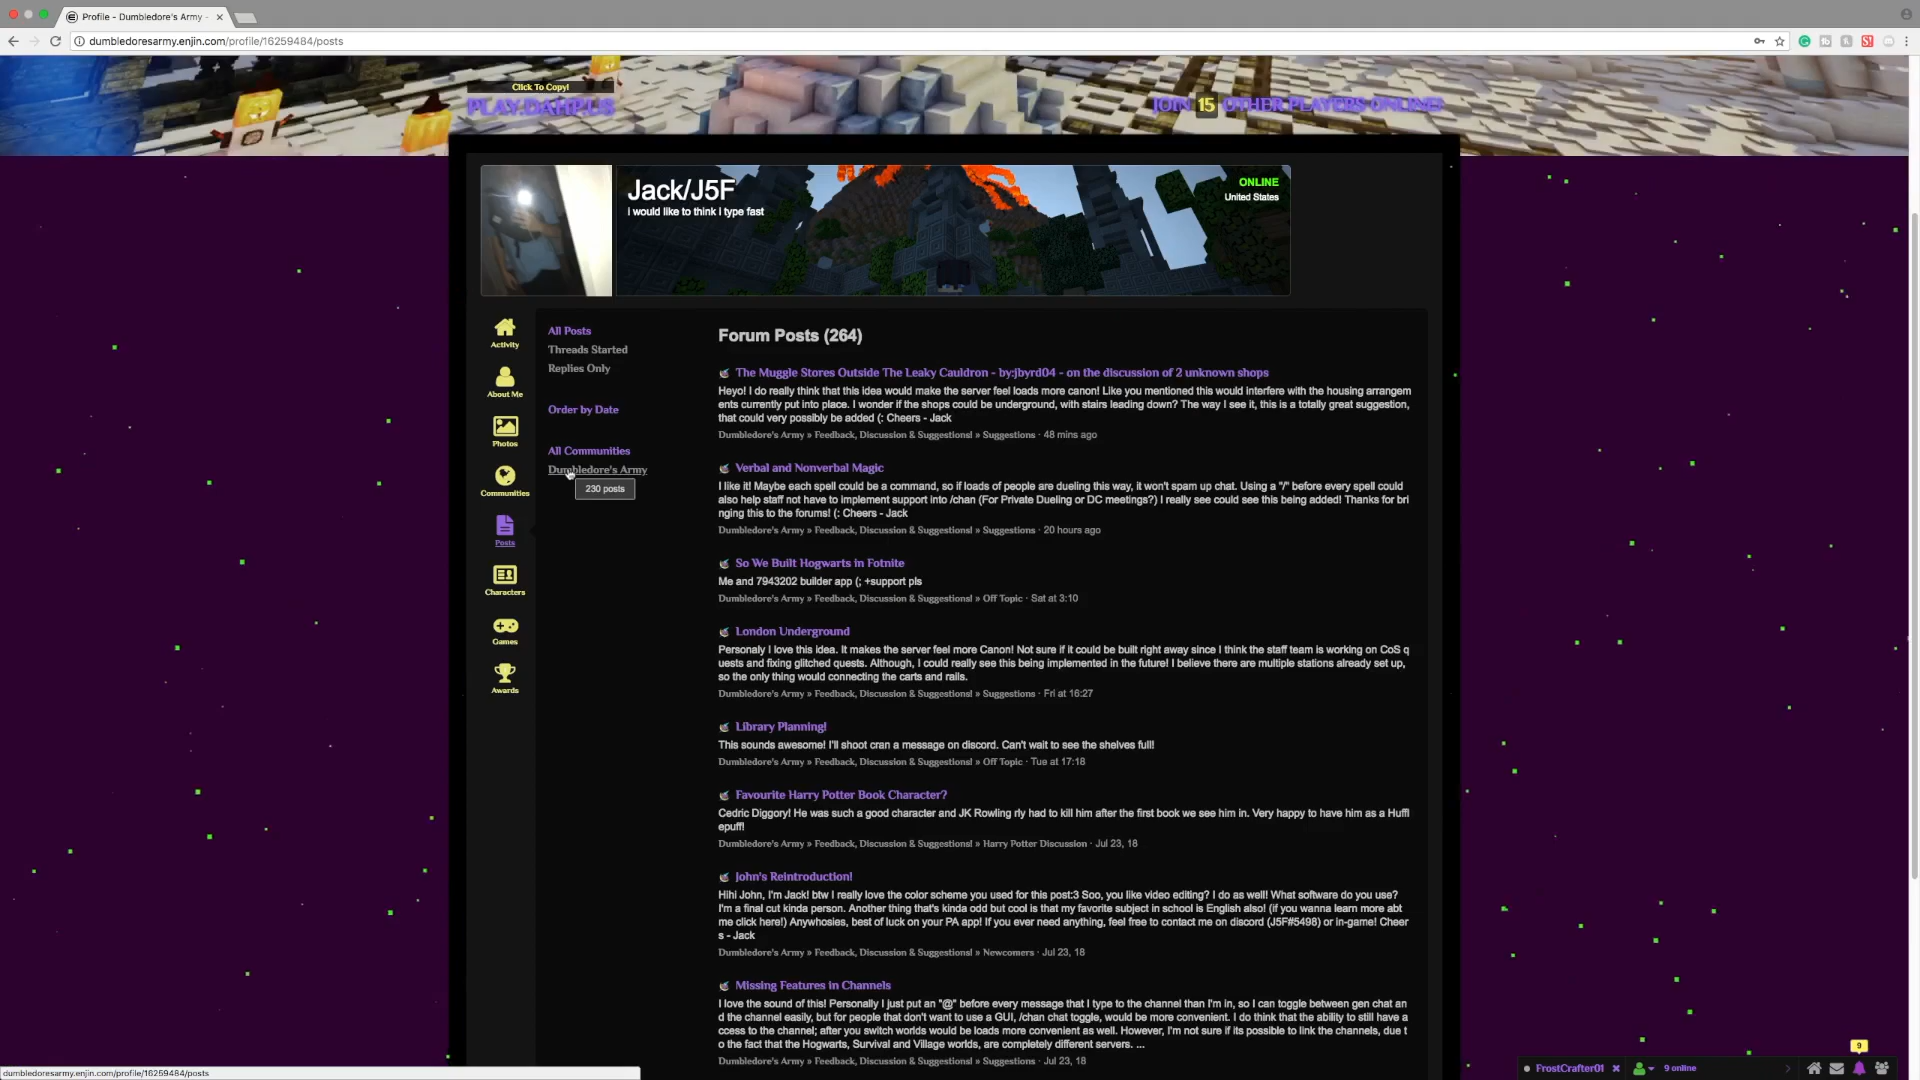 Profile - Dumbledore's Army -
dumbledoresarmy.enjin.com/profile/16259484/posts
Click To Copy!
PLAY.DAHP.US
JOIN 15 OTHER PLAYERS ONLINE!
Jack/J5F
i would like to think I type fast
ONLINE
United States
Activity
About Me
Photos
Communities
Posts
Characters
Games
Awards
All Posts
Threads Started
Replies Only
Order by Date
All Communities
Dumbledore's Army
230 posts
Forum Posts (264)
The Muggle Stores Outside The Leaky Cauldron - by:jbyrd04 - on the discussion of 2 unknown shops
Heyo! I do really think that this idea would make the server feel loads more canon! Like you mentioned this would interfere with the housing arrangem
ents currently put into place. I wonder if the shops could be underground, with stairs leading down? The way I see it, this is a totally great suggestion,
that could very possibly be added (: Cheers - Jack
Dumbledore's Army » Feedback, Discussion & Suggestions! » Suggestions · 48 mins ago
Verbal and Nonverbal Magic
I like it! Maybe each spell could be a command, so if loads of people are dueling this way, it won't spam up chat. Using a "/" before every spell could
also help staff not have to implement support into /chan (For Private Dueling or DC meetings?) I really see could see this being added! Thanks for bri
nging this to the forums! (: Cheers - Jack
Dumbledore's Army » Feedback, Discussion & Suggestions! » Suggestions · 20 hours ago
So We Built Hogwarts in Fotnite
Me and 7943202 builder app (; +support pls
Dumbledore's Army » Feedback, Discussion & Suggestions! » Off Topic · Sat at 3:10
London Underground
Personaly I love this idea. It makes the server feel more Canon! Not sure if it could be built right away since I think the staff team is working on CoS q
uests and fixing glitched quests. Although, I could really see this being implemented in the future! I believe there are multiple stations already set up,
so the only thing would connecting the carts and rails.
Dumbledore's Army » Feedback, Discussion & Suggestions! » Suggestions · Fri at 16:27
Library Planning!
This sounds awesome! I'll shoot cran a message on discord. Can't wait to see the shelves full!
Dumbledore's Army » Feedback, Discussion & Suggestions! » Off Topic · Tue at 17:18
Favourite Harry Potter Book Character?
Cedric Diggory! He was such a good character and JK Rowling rly had to kill him after the first book we see him in. Very happy to have him as a Huffl
epuff!
Dumbledore's Army » Feedback, Discussion & Suggestions! » Harry Potter Discussion · Jul 23, 18
John's Reintroduction!
Hihi John, I'm Jack! btw I really love the color scheme you used for this post:3 Soo, you like video editing? I do as well! What software do you use?
I'm a final cut kinda person. Another thing that's kinda odd but cool is that my favorite subject in school is English also! (if you wanna learn more abt
me click here!) Anywhosies, best of luck on your PA app! If you ever need anything, feel free to contact me on discord (J5F#5498) or in-game! Cheer
s - Jack
Dumbledore's Army » Feedback, Discussion & Suggestions! » Newcomers · Jul 23, 18
Missing Features in Channels
I love the sound of this! Personally I just put an "@" before every message that I type to the channel than I'm in, so I can toggle between gen chat an
d the channel easily, but for people that don't want to use a GUI, /chan chat toggle, would be more convenient. I do think that the ability to still have a
ccess to the channel; after you switch worlds would be loads more convenient as well. However, I'm not sure if its possible to link the channels, due t
o the fact that the Hogwarts, Survival and Village worlds, are completely different servers. ...
Dumbledore's Army » Feedback, Discussion & Suggestions! » Suggestions · Jul 23, 18
dumbledoresarmy.enjin.com/profile/16259484/posts
FrostCrafter01
9 online
9